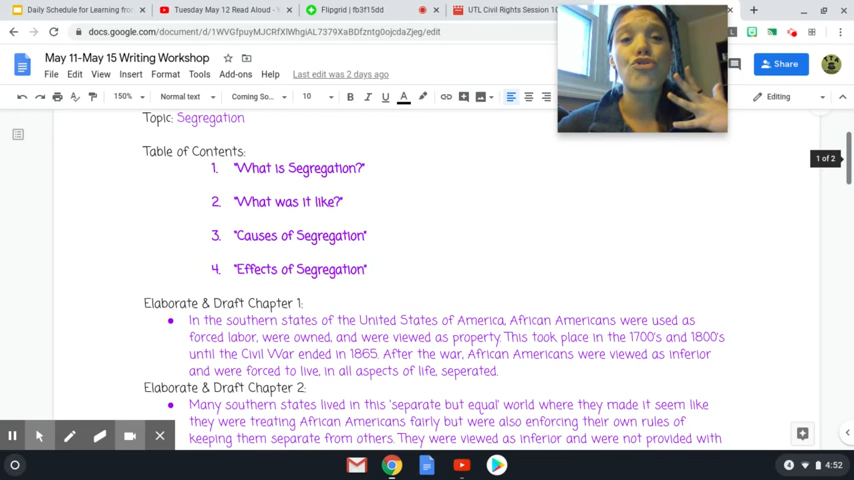 Daily Schedule for Learning from
Tuesday May 12 Read Aloud - Y
Flipgrid | fb3f15dd
UTL Civil Rights Session 10
docs.google.com/document/d/1WVGfpuyMJCRfXlWhgiAL7379XaBDfzntg0ojcdaZjeg/edit
May 11-May 15 Writing Workshop
File Edit View Insert Format Tools Add-ons Help Last edit was 2 days ago
Share
150% Normal text Coming So... 10 B I U A Editing
Topic: Segregation
1 of 2
Table of Contents:
1. "What is Segregation?"
2. "What was it like?"
3. "Causes of Segregation"
4. "Effects of Segregation"
Elaborate & Draft Chapter 1:
In the southern states of the United States of America, African Americans were used as
forced labor, were owned, and were viewed as property. This took place in the 1700's and 1800's
until the Civil War ended in 1865. After the war, African Americans were viewed as inferior
and were forced to live, in all aspects of life, seperated.
Elaborate & Draft Chapter 2:
Many southern states lived in this 'separate but equal' world where they made it seem like
they were treating African Americans fairly but were also enforcing their own rules of
keeping them separate from others. They were viewed as inferior and were not provided with
4 4:52